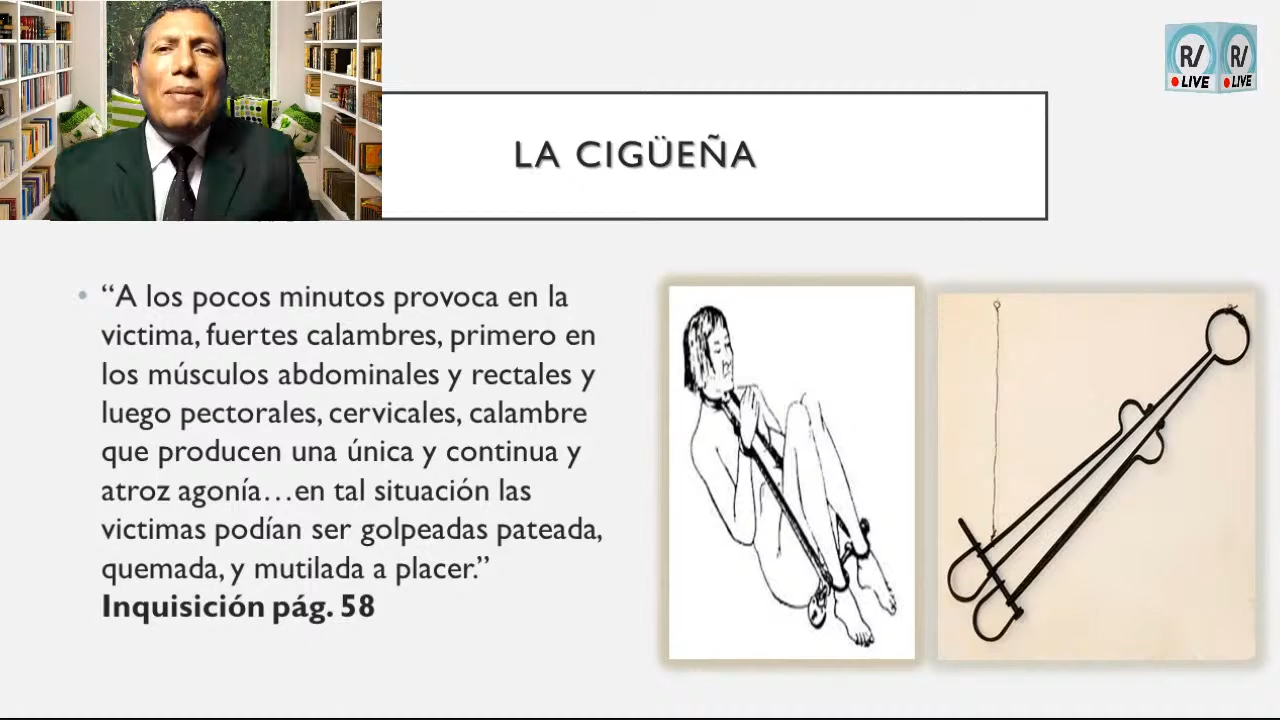 R/ R/
LIVE LIVE
LA CIGÜEÑA
• “A los pocos minutos provoca en la
victima, fuertes calambres, primero en
los músculos abdominales y rectales y
luego pectorales, cervicales, calambre
que producen una única y continua y
atroz agonía…en tal situación las
victimas podían ser golpeadas pateada,
quemada, y mutilada a placer.”
Inquisición pág. 58